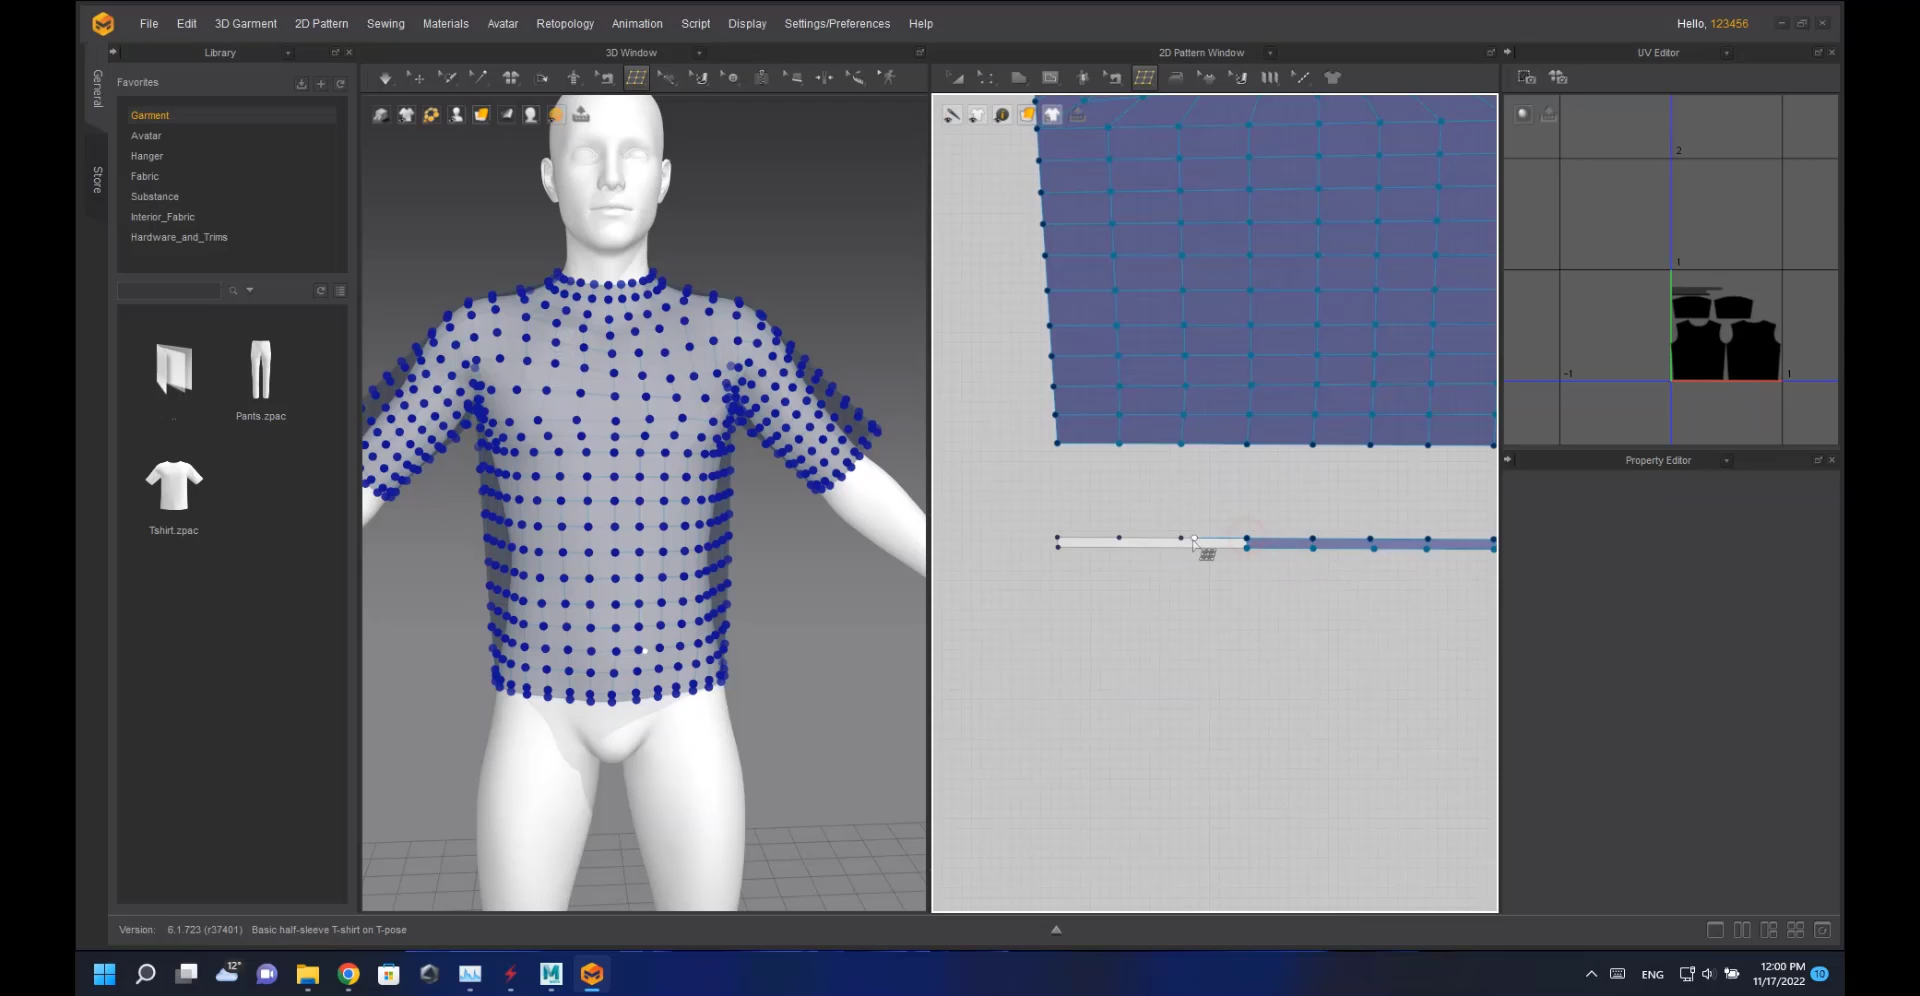 File Edit 3D Garment 2D Pattern Sewing Materials Avatar Retopology Animation Script Display Settings/Preferences Help Hello, 123456
Library 3D Window 2D Pattern Window UV Editor
General
Store
Favorites
Garment
Avatar
Hanger
Fabric
Substance
Interior_Fabric
Hardware_and_Trims
..
Pants.zpac
Tshirt.zpac
2
1
-1
1
Property Editor
Version: 6.1.723 (r37401) Basic half-sleeve T-shirt on T-pose
12°
ENG
12:00 PM
11/17/2022
10